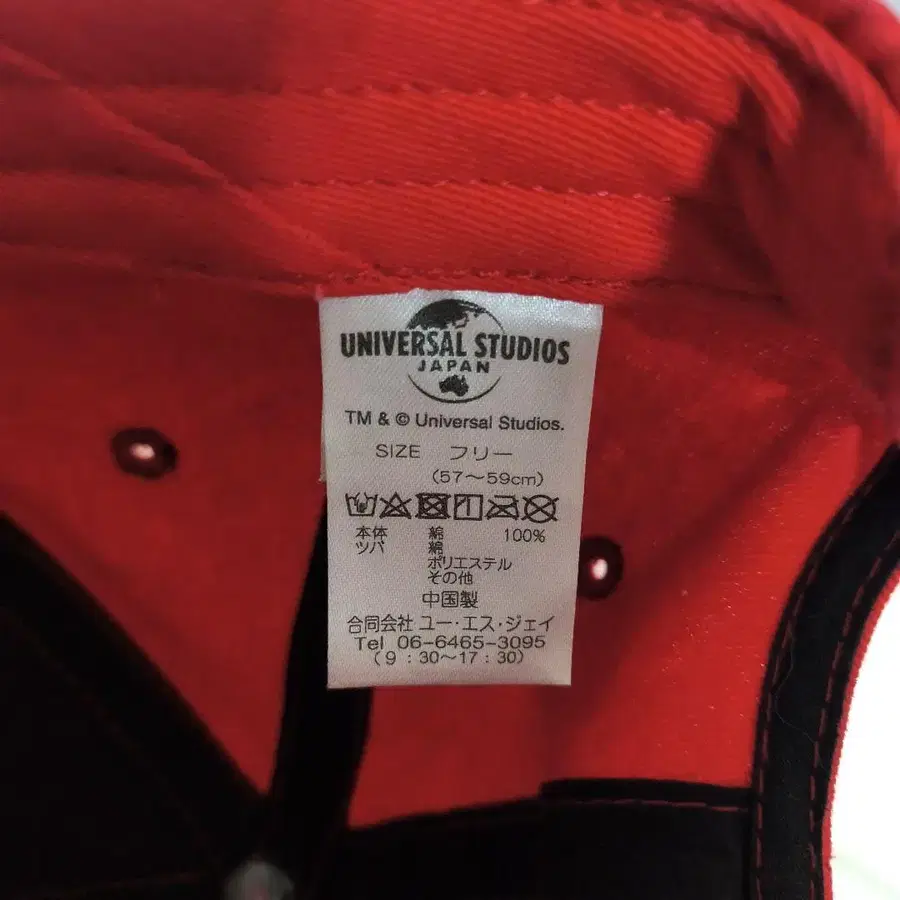 UNIVERSAL STUDIOS
JAPAN
TM & © Universal Studios.
SIZE フリー
(57～59cm)
本体 綿 100%
ツバ 綿
ポリエステル
その他
中国製
合同会社 ユー・エス・ジェイ
Tel 06-6465-3095
(9：30～17：30)